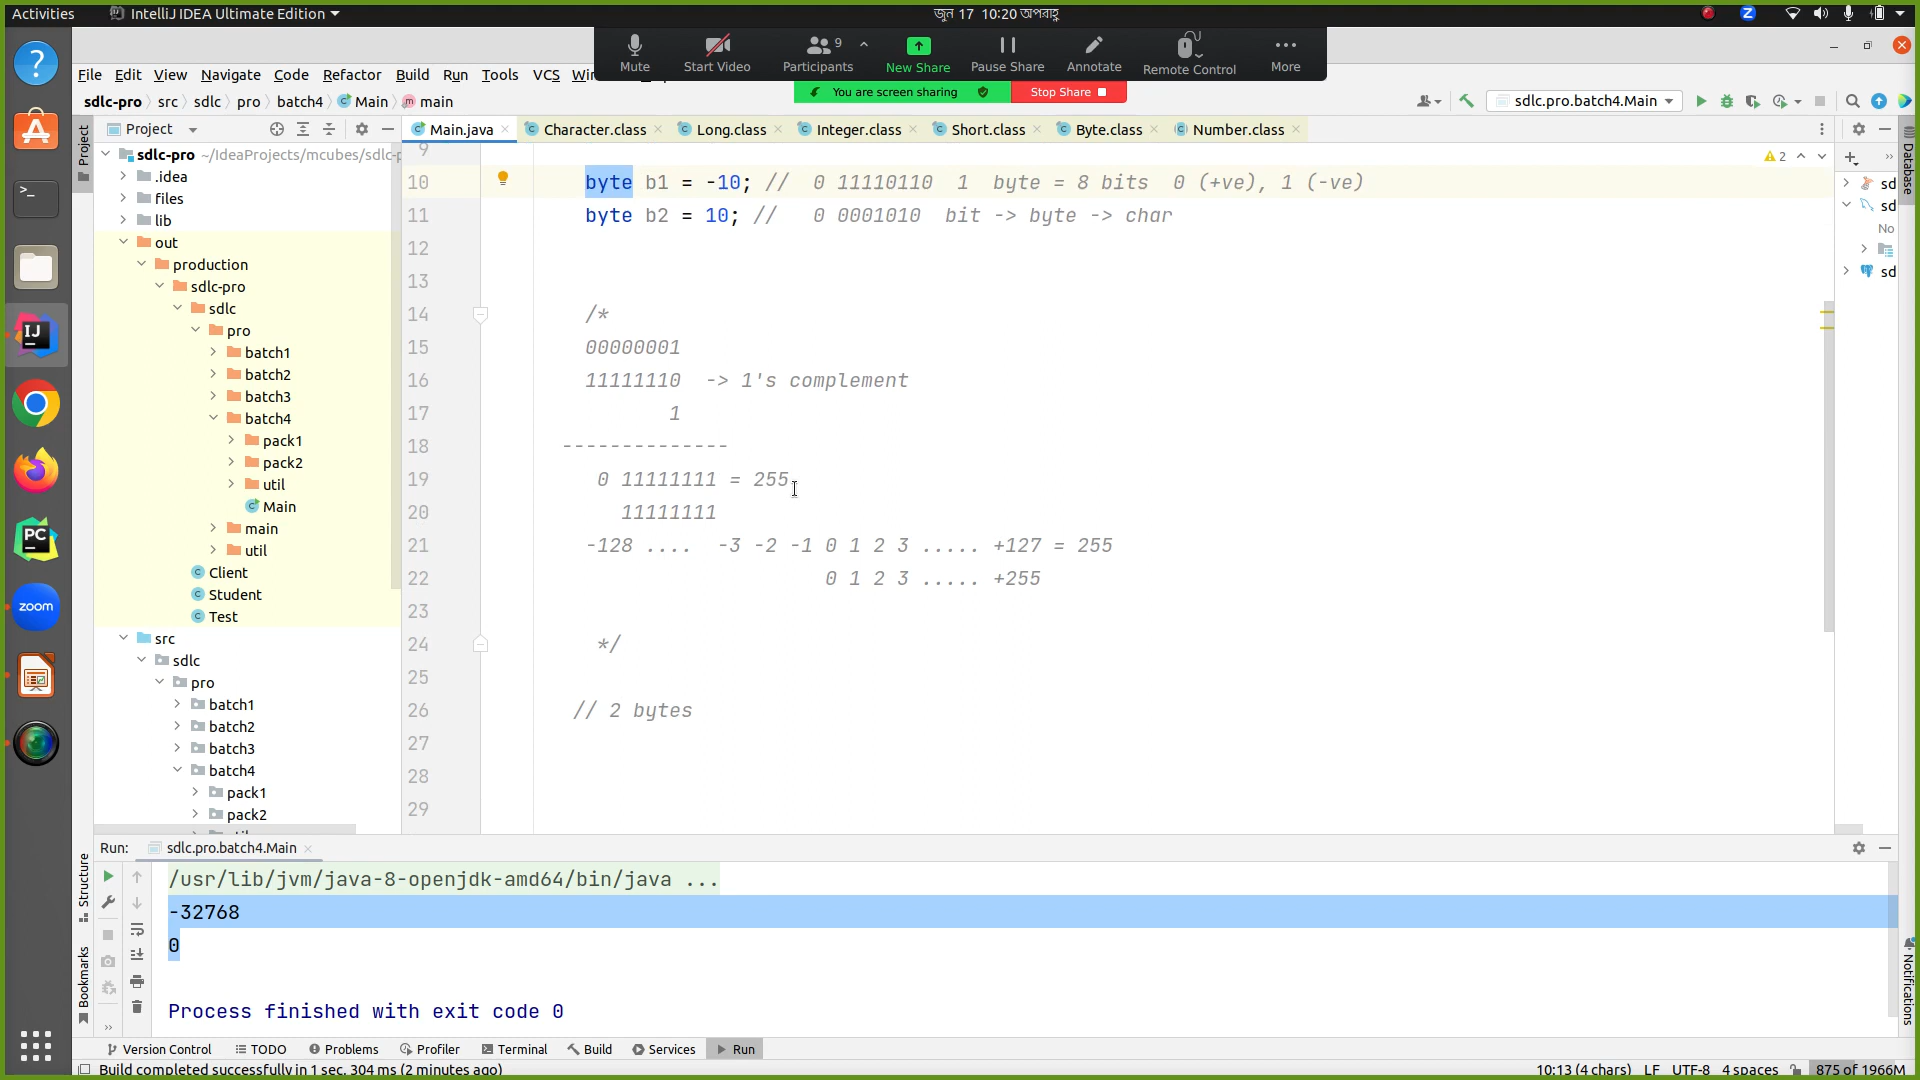 Activities
IntelliJ IDEA Ultimate Edition
জুন 17 10:20 অপরাহ্ণ
Z
Mute
Start Video
9
Participants
New Share
Pause Share
Annotate
Remote Control
More
File Edit View Navigate Code Refactor Build Run Tools VCS
You are screen sharing
Stop Share
sdlc-pro src sdlc pro batch4 Main main
sdlc.pro.batch4.Main
Project
Main.java Character.class Long.class Integer.class Short.class Byte.class Number.class
sdlc-pro ~/IdeaProjects/mcubes/sdlc-p
.idea
files
lib
out
production
sdlc-pro
sdlc
pro
batch1
batch2
batch3
batch4
pack1
pack2
util
Main
main
util
Client
Student
Test
src
sdlc
pro
batch1
batch2
batch3
batch4
pack1
pack2
9
10 byte b1 = -10; // 0 11110110 1 byte = 8 bits 0 (+ve), 1 (-ve)
11 byte b2 = 10; // 0 0001010 bit -> byte -> char
12
13
14 /*
15 00000001
16 11111110 -> 1's complement
17 1
18 --------------
19 0 11111111 = 255
20 11111111
21 -128 .... -3 -2 -1 0 1 2 3 ..... +127 = 255
22 0 1 2 3 ..... +255
23
24 */
25
26 // 2 bytes
27
28
29
2
sd
sd
No
sd
Database
Notifications
Project
Structure
Bookmarks
IJ
PC
zoom
Run: sdlc.pro.batch4.Main
/usr/lib/jvm/java-8-openjdk-amd64/bin/java ...
-32768
0
Process finished with exit code 0
Version Control TODO Problems Profiler Terminal Build Services Run
Build completed successfully in 1 sec, 304 ms (2 minutes ago)
10:13 (4 chars) LF UTF-8 4 spaces 875 of 1966M